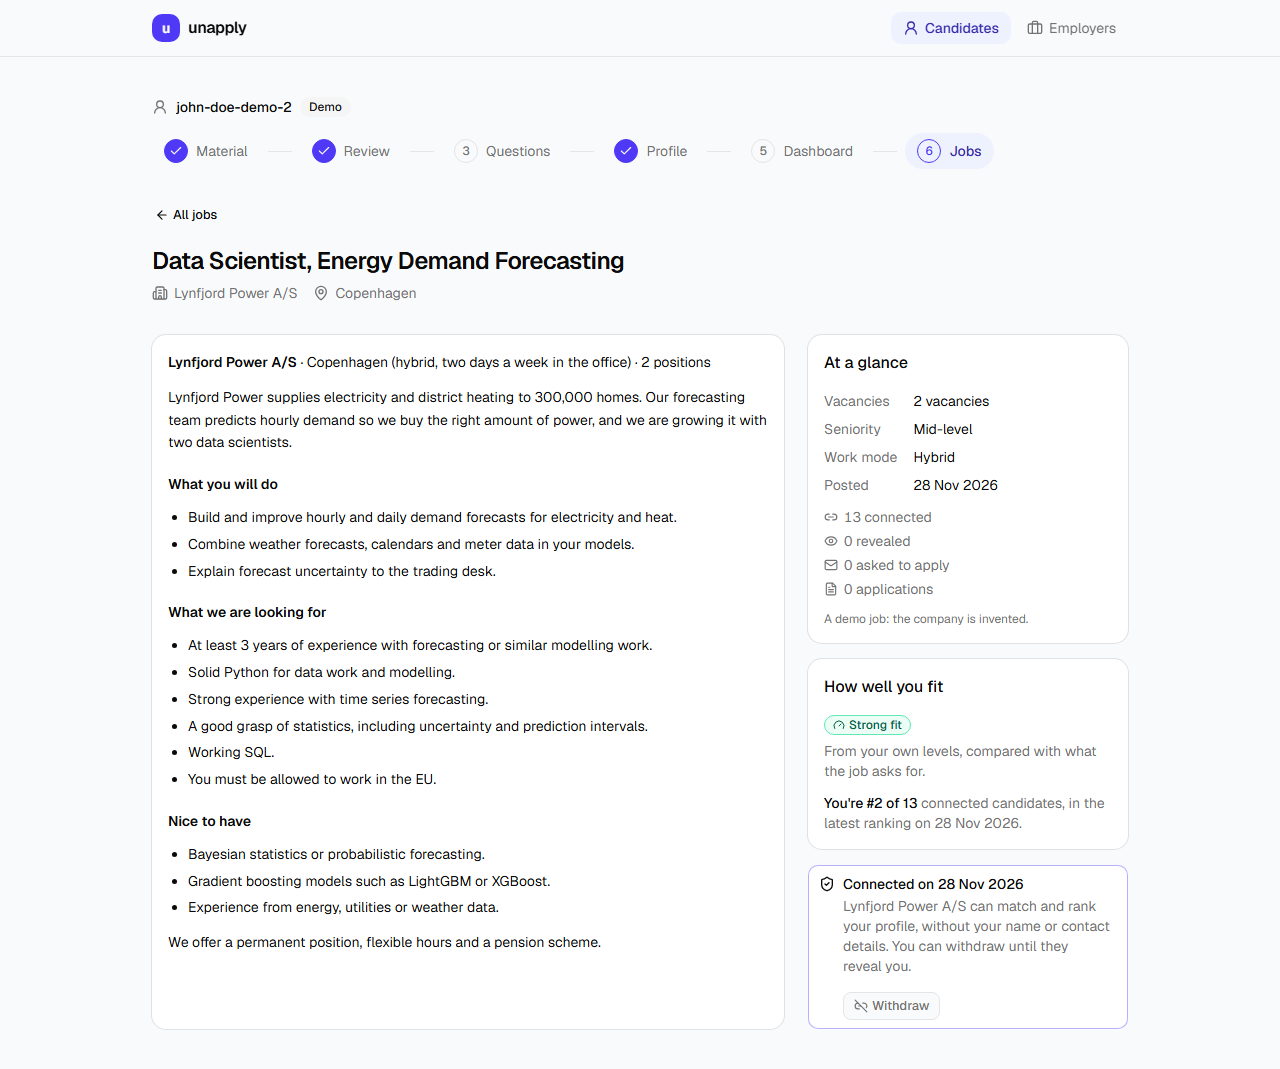 u unapply
Candidates
Employers
john-doe-demo-2 Demo
Material
Review
3 Questions
Profile
5 Dashboard
6 Jobs
All jobs
Data Scientist, Energy Demand Forecasting
Lynfjord Power A/S
Copenhagen
Lynfjord Power A/S · Copenhagen (hybrid, two days a week in the office) · 2 positions
Lynfjord Power supplies electricity and district heating to 300,000 homes. Our forecasting
team predicts hourly demand so we buy the right amount of power, and we are growing it with
two data scientists.
What you will do
• Build and improve hourly and daily demand forecasts for electricity and heat.
• Combine weather forecasts, calendars and meter data in your models.
• Explain forecast uncertainty to the trading desk.
What we are looking for
• At least 3 years of experience with forecasting or similar modelling work.
• Solid Python for data work and modelling.
• Strong experience with time series forecasting.
• A good grasp of statistics, including uncertainty and prediction intervals.
• Working SQL.
• You must be allowed to work in the EU.
Nice to have
• Bayesian statistics or probabilistic forecasting.
• Gradient boosting models such as LightGBM or XGBoost.
• Experience from energy, utilities or weather data.
We offer a permanent position, flexible hours and a pension scheme.
At a glance
Vacancies 2 vacancies
Seniority Mid-level
Work mode Hybrid
Posted 28 Nov 2026
13 connected
0 revealed
0 asked to apply
0 applications
A demo job: the company is invented.
How well you fit
Strong fit
From your own levels, compared with what
the job asks for.
You're #2 of 13 connected candidates, in the
latest ranking on 28 Nov 2026.
Connected on 28 Nov 2026
Lynfjord Power A/S can match and rank
your profile, without your name or contact
details. You can withdraw until they
reveal you.
Withdraw